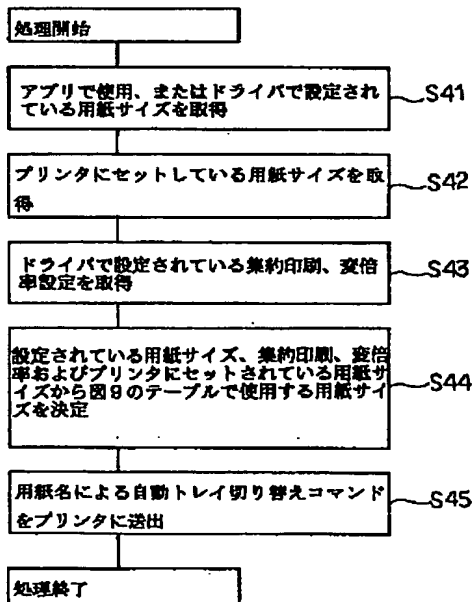 処理開始
アプリで使用、またはドライバで設定され
ている用紙サイズを取得
S41
プリンタにセットしている用紙サイズを取
得
S42
ドライバで設定されている集約印刷、変倍
率設定を取得
S43
設定されている用紙サイズ、集約印刷、変倍
率およびプリンタにセットされている用紙サ
イズから図9のテーブルで使用する用紙サイ
ズを決定
S44
用紙名による自動トレイ切り替えコマンド
をプリンタに送出
S45
処理終了